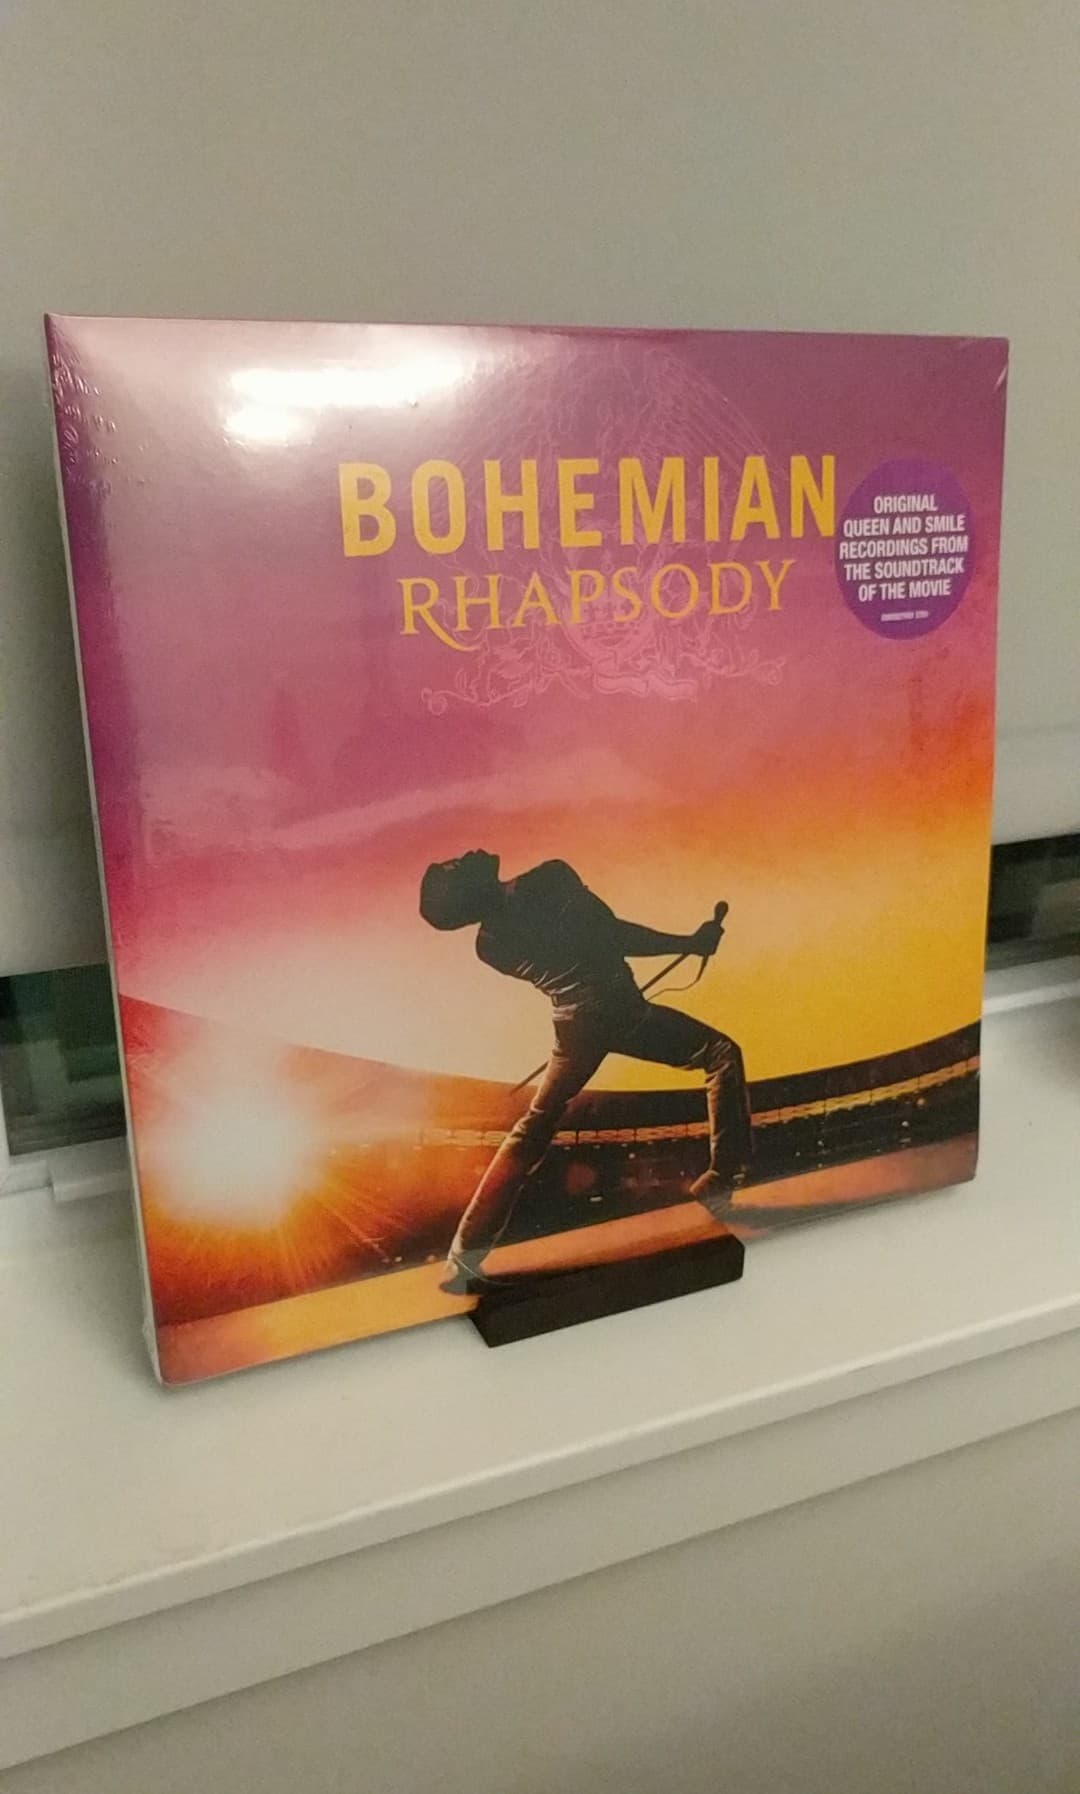 BOHEMIAN
RHAPSODY
ORIGINAL
QUEEN AND SMILE
RECORDINGS FROM
THE SOUNDTRACK
OF THE MOVIE